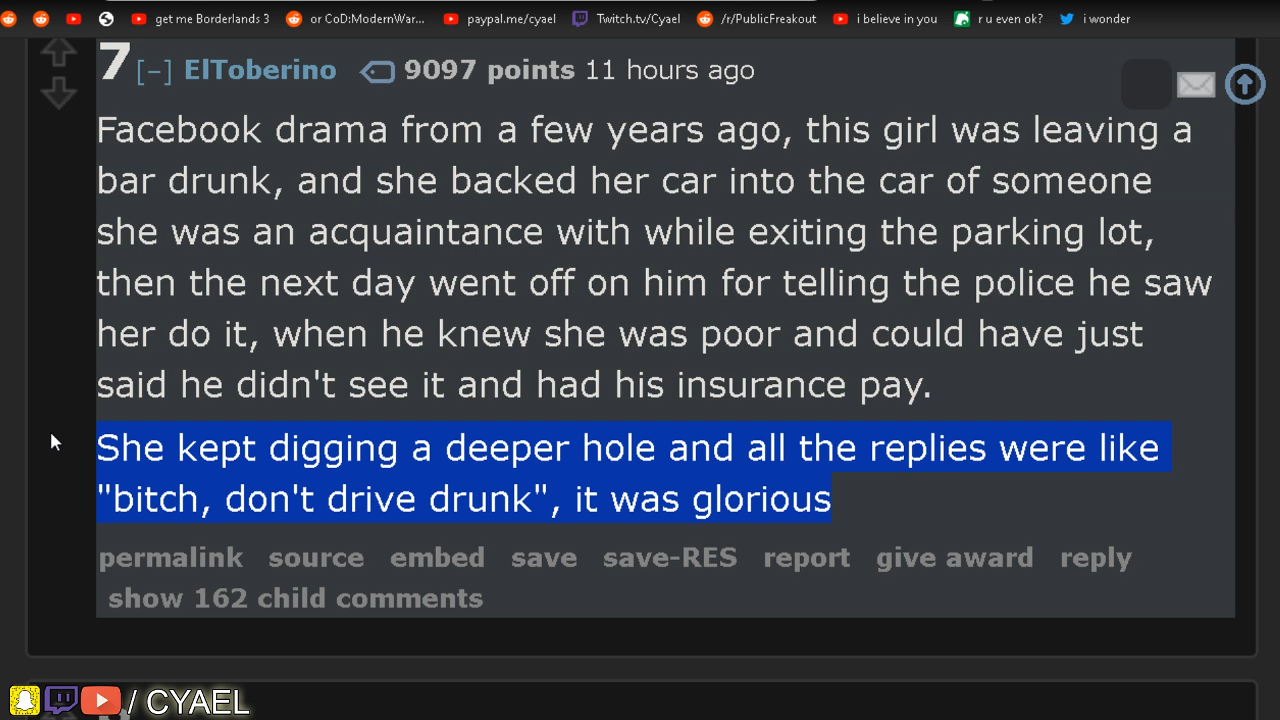 get me Borderlands 3 or CoD:ModernWar... paypal.me/cyael Twitch.tv/Cyael /r/PublicFreakout i believe in you r u even ok? i wonder
7 [–] ElToberino 9097 points 11 hours ago
Facebook drama from a few years ago, this girl was leaving a
bar drunk, and she backed her car into the car of someone
she was an acquaintance with while exiting the parking lot,
then the next day went off on him for telling the police he saw
her do it, when he knew she was poor and could have just
said he didn't see it and had his insurance pay.
She kept digging a deeper hole and all the replies were like
"bitch, don't drive drunk", it was glorious
permalink source embed save save-RES report give award reply
show 162 child comments
/ CYAEL